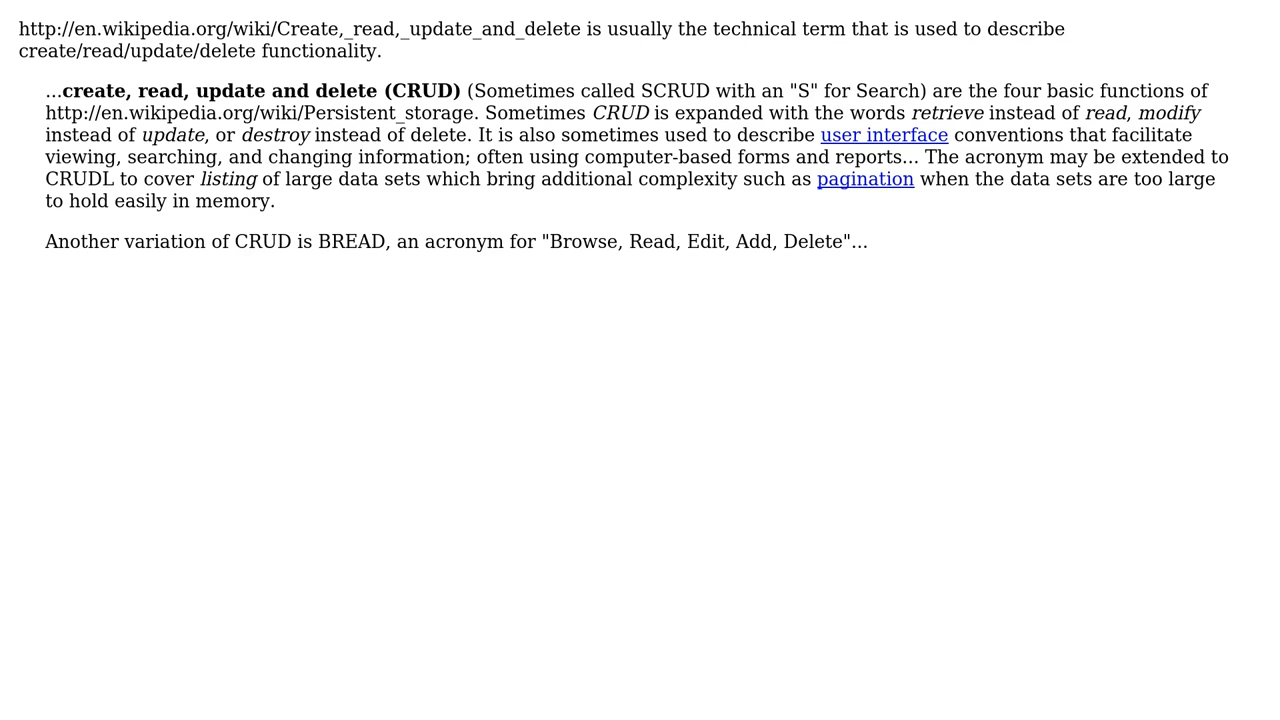 http://en.wikipedia.org/wiki/Create,_read,_update_and_delete is usually the technical term that is used to describe
create/read/update/delete functionality.
...create, read, update and delete (CRUD) (Sometimes called SCRUD with an "S" for Search) are the four basic functions of
http://en.wikipedia.org/wiki/Persistent_storage. Sometimes CRUD is expanded with the words retrieve instead of read, modify
instead of update, or destroy instead of delete. It is also sometimes used to describe user interface conventions that facilitate
viewing, searching, and changing information; often using computer-based forms and reports... The acronym may be extended to
CRUDL to cover listing of large data sets which bring additional complexity such as pagination when the data sets are too large
to hold easily in memory.
Another variation of CRUD is BREAD, an acronym for "Browse, Read, Edit, Add, Delete"...